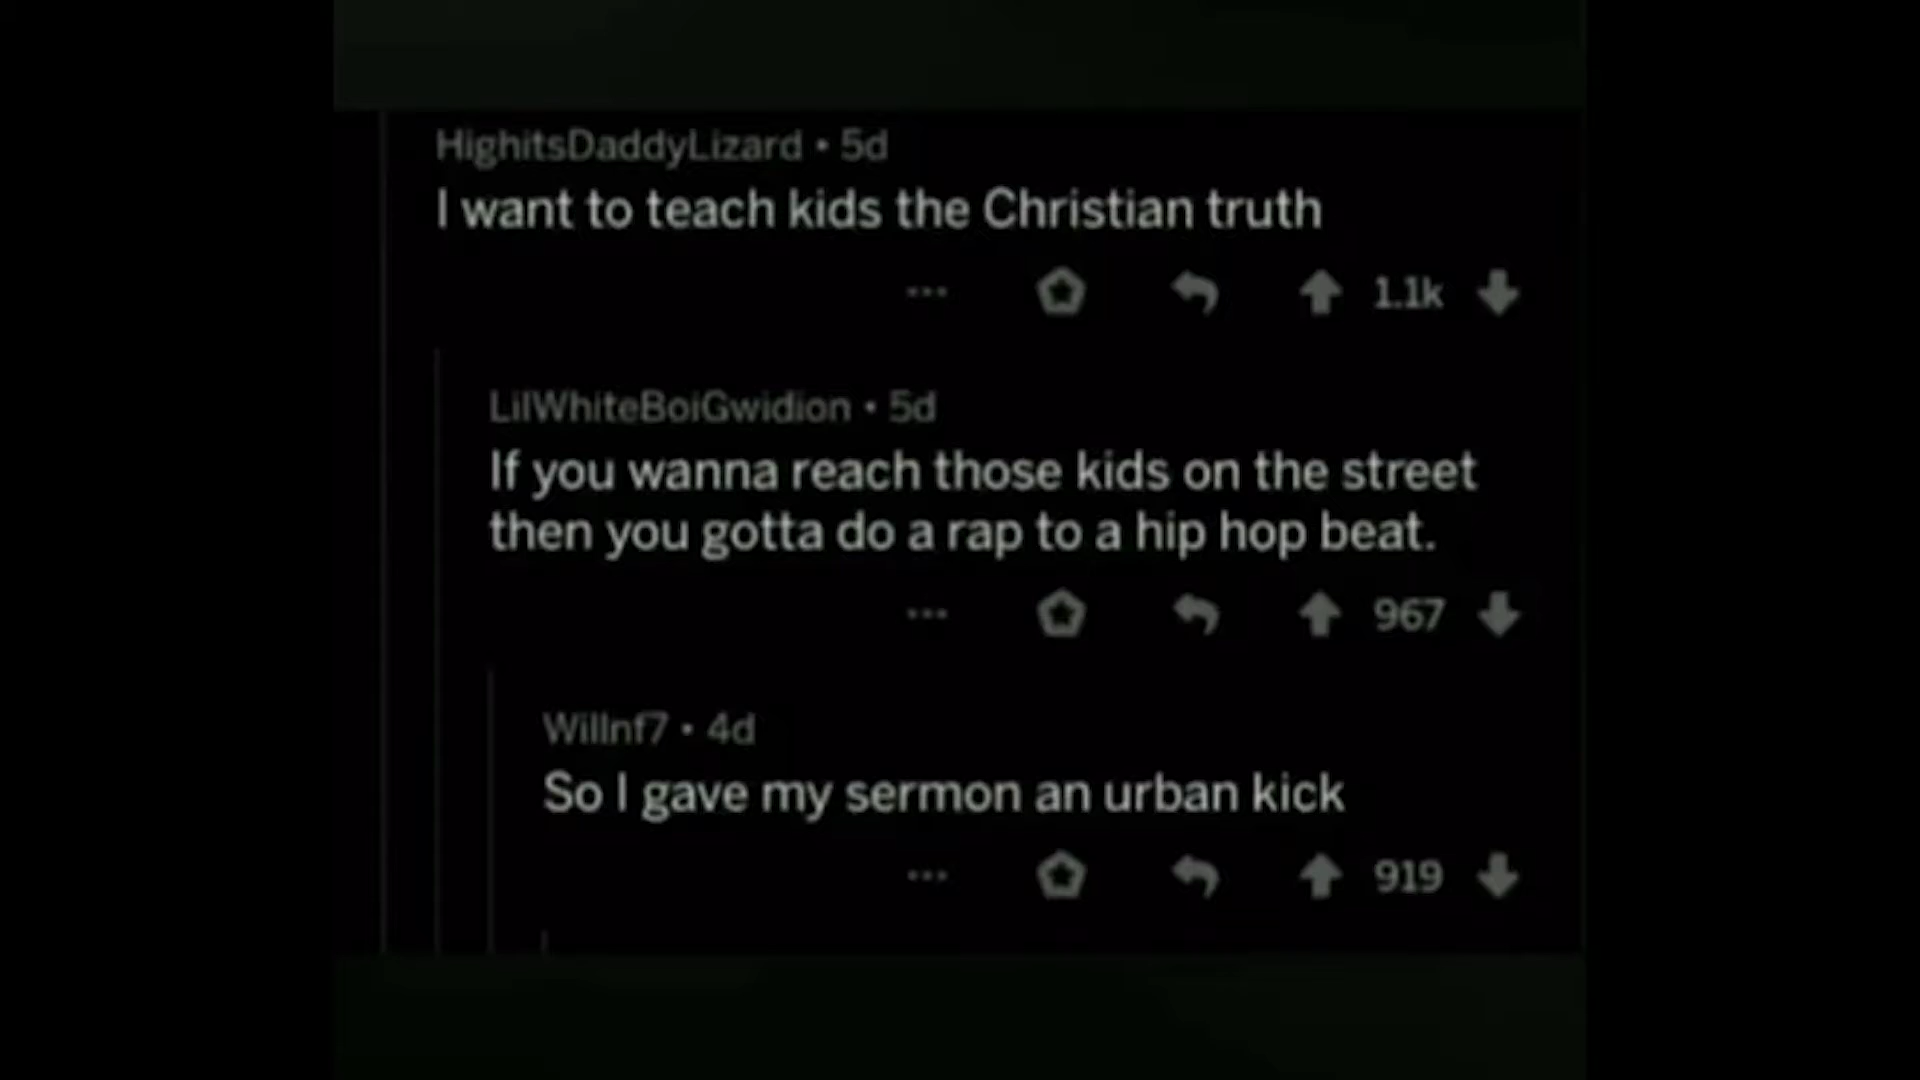 HighitsDaddyLizard • 5d
I want to teach kids the Christian truth
1.1k
LilWhiteBoiGwidion • 5d
If you wanna reach those kids on the street
then you gotta do a rap to a hip hop beat.
967
Willnf7 • 4d
So I gave my sermon an urban kick
919